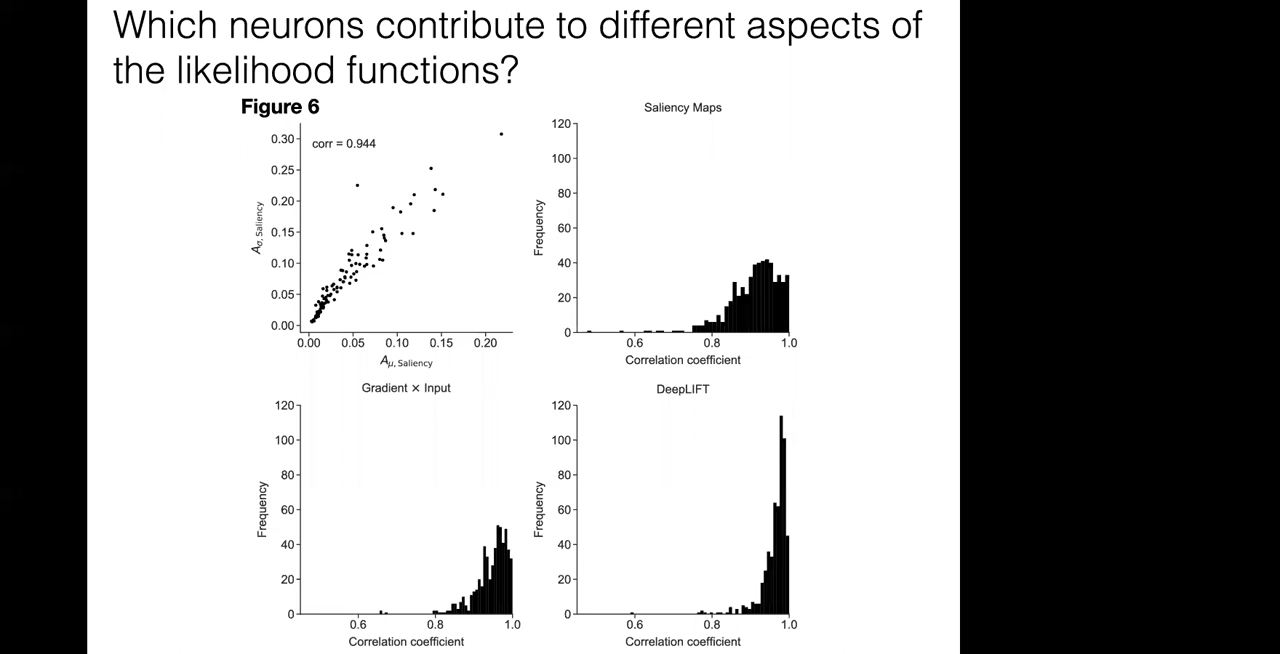 Which neurons contribute to different aspects of
the likelihood functions?
Figure 6
corr = 0.944
0.30
0.25
0.20
0.15
0.10
0.05
0.00
Aσ, Saliency
0.00 0.05 0.10 0.15 0.20
Aμ, Saliency
Saliency Maps
120
100
80
60
40
20
0
Frequency
0.6 0.8 1.0
Correlation coefficient
Gradient × Input
120
100
80
60
40
20
0
Frequency
0.6 0.8 1.0
Correlation coefficient
DeepLIFT
120
100
80
60
40
20
0
Frequency
0.6 0.8 1.0
Correlation coefficient